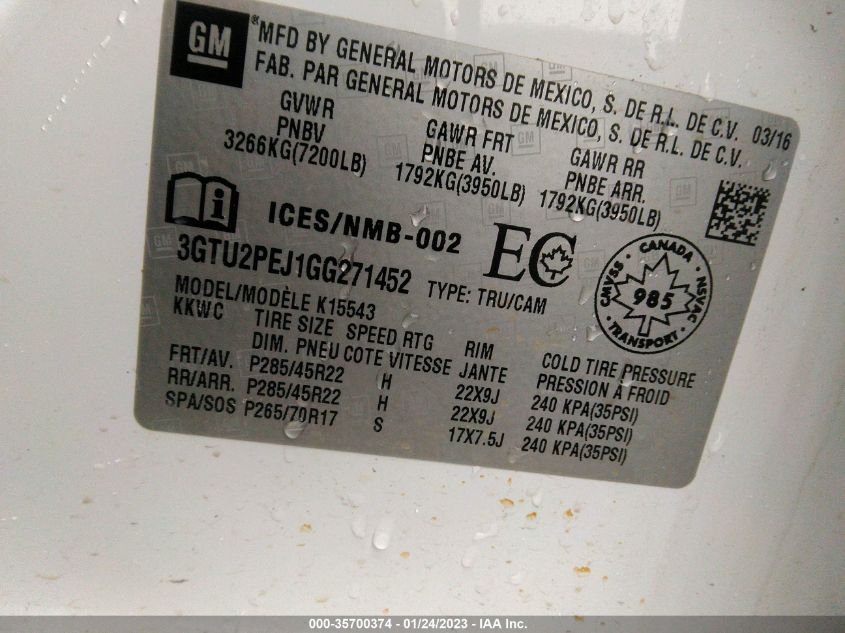 GM
®MFD BY GENERAL MOTORS DE MEXICO, S. DE R.L. DE C.V. 03/16
FAB. PAR GENERAL MOTORS DE MEXICO, S. DE R.L. DE C.V.
GVWR GAWR FRT GAWR RR
PNBV PNBE AV. PNBE ARR.
3266KG(7200LB) 1792KG(3950LB) 1792KG(3950LB)
i ICES/NMB-002 EC
3GTU2PEJ1GG271452 TYPE: TRU/CAM
CANADA
CMVSS 985 NSVAC
TRANSPORT
MODEL/MODÈLE K15543
KKWC TIRE SIZE SPEED RTG RIM COLD TIRE PRESSURE
DIM. PNEU COTE VITESSE JANTE PRESSION À FROID
FRT/AV. P285/45R22 H 22X9J 240 KPA(35PSI)
RR/ARR. P285/45R22 H 22X9J 240 KPA(35PSI)
SPA/SOS P265/70R17 S 17X7.5J 240 KPA(35PSI)
000-35700374 - 01/24/2023 - IAA Inc.